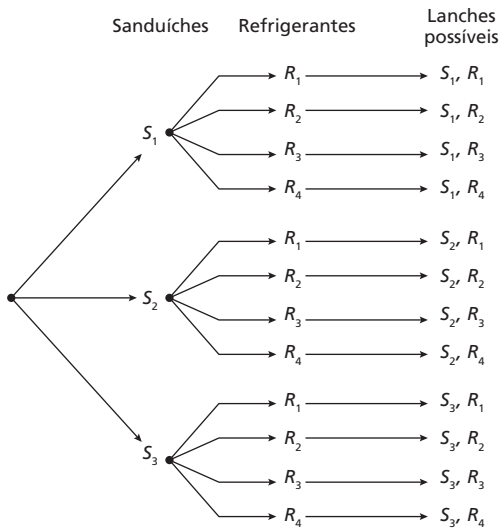 Sanduíches Refrigerantes Lanches possíveis
R₁ S₁, R₁
R₂ S₁, R₂
S₁
R₃ S₁, R₃
R₄ S₁, R₄
R₁ S₂, R₁
R₂ S₂, R₂
S₂
R₃ S₂, R₃
R₄ S₂, R₄
R₁ S₃, R₁
R₂ S₃, R₂
S₃
R₃ S₃, R₃
R₄ S₃, R₄